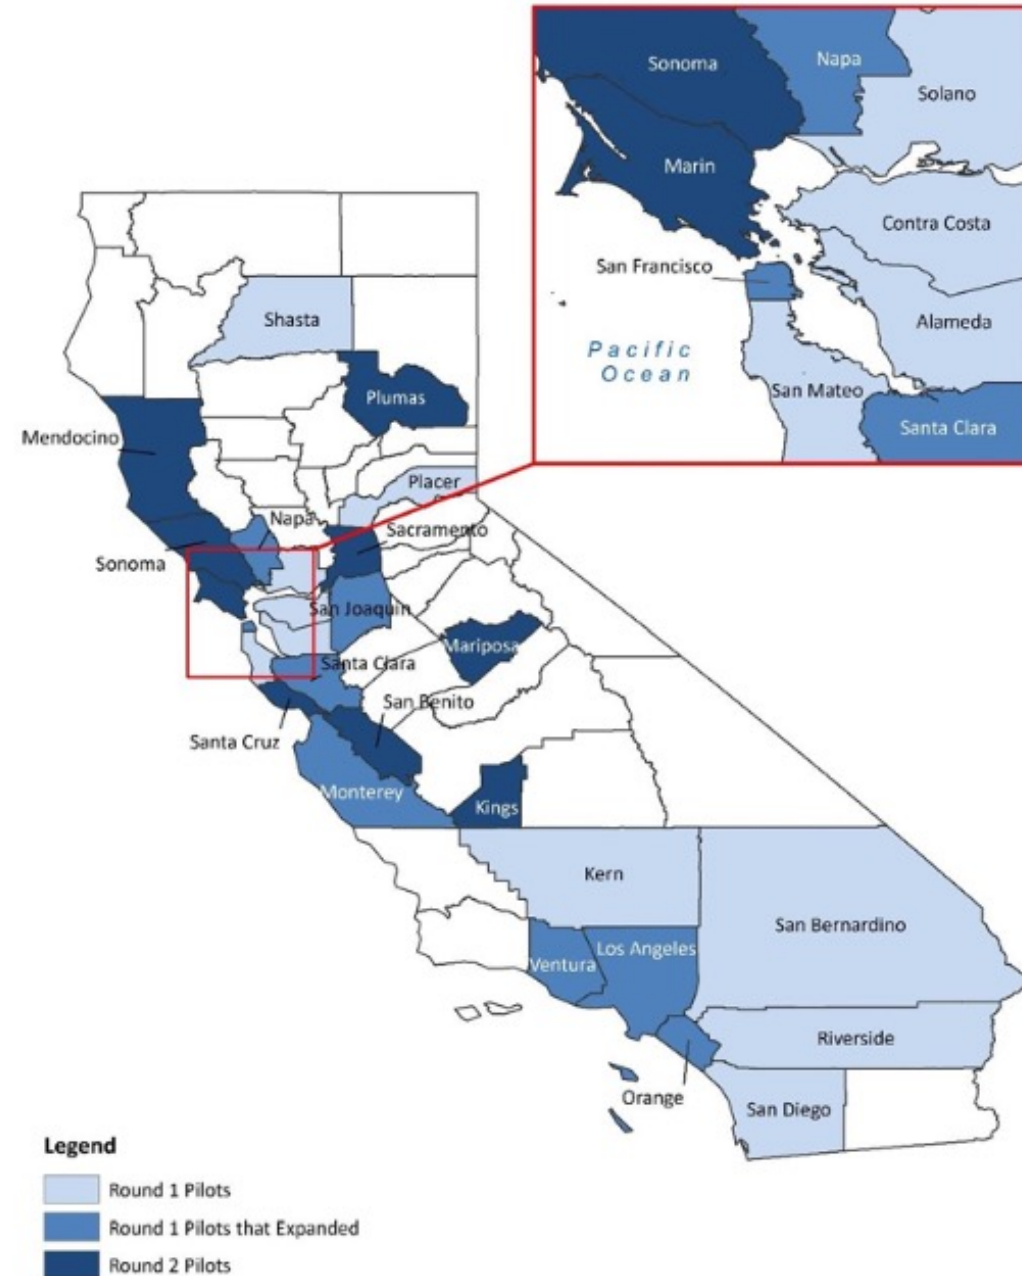 Sonoma
Napa
Solano
Marin
Contra Costa
San Francisco
Alameda
Pacific
Ocean
San Mateo
Santa Clara
Shasta
Plumas
Mendocino
Placer
Napa
Sacramento
Sonoma
San Joaquin
Mariposa
Santa Clara
San Benito
Santa Cruz
Monterey
Kings
Kern
San Bernardino
Los Angeles
Ventura
Riverside
Orange
San Diego
Legend
Round 1 Pilots
Round 1 Pilots that Expanded
Round 2 Pilots